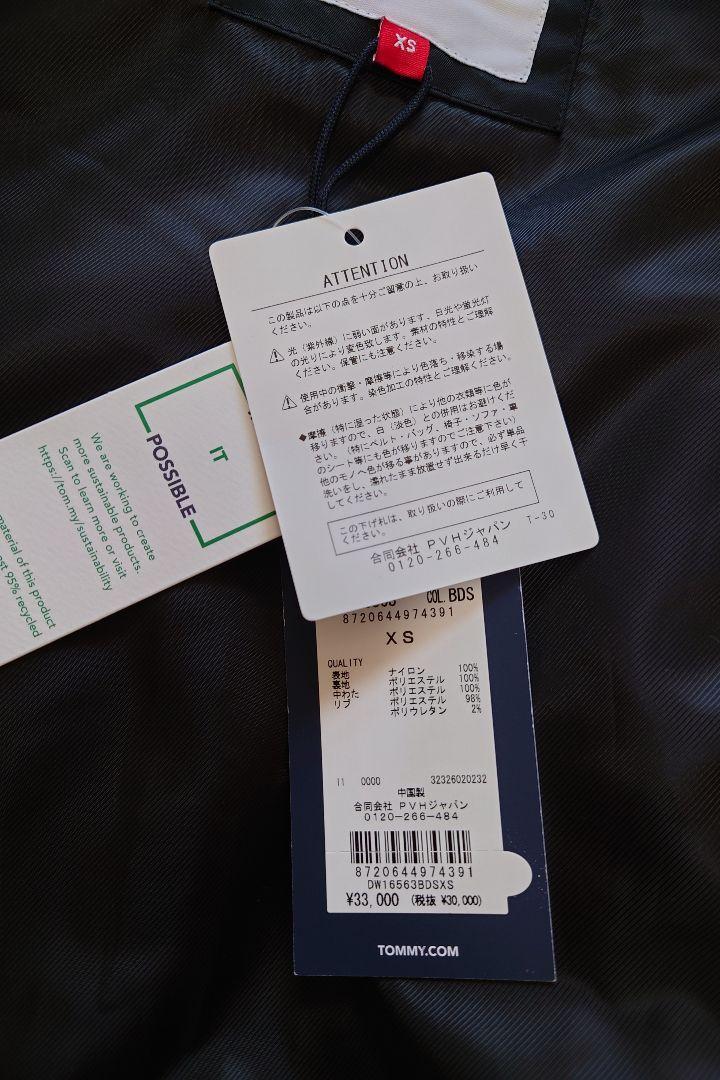 XS
ATTENTION
この製品は以下の点を十分ご留意の上、お取り扱い
ください。
光（紫外線）に弱い面があります、日光や蛍光灯
の光りにより変色致します。素材の特性とご理解
ください。保管にも注意ください。
使用中の衝撃・摩擦等により色落ち・移染する場
合があります。染色加工の特性とご理解ください。
◆摩擦（特に湿った状態）により他の衣類等に色が
移りますので、白（淡色）との併用はお避けくだ
さい。（特にベルト・バッグ、椅子・ソファ・車
のシート等にも色が移りますのでご注意下さい）
他のモノへ色が移る事がありますので、必ず単品
洗いをし、濡れたまま放置せず出来るだけ早く干
してください。
この下げ札は、取り扱いの際にご利用して
ください。
T-30
合同会社 PVHジャパン
0120-266-484
IT
POSSIBLE
We are working to create
more sustainable products.
Scan to learn more or visit
https://tom.my/sustainability
material of this product
95% recycled
COL.BDS
8720644974391
XS
QUALITY
表地 ナイロン 100%
裏地 ポリエステル 100%
中わた ポリエステル 100%
リブ ポリエステル 98%
ポリウレタン 2%
I1 0000 32326020232
中国製
合同会社 PVHジャパン
0120-266-484
8720644974391
DW16563BDSXS
¥33,000 (税抜 ¥30,000)
TOMMY.COM